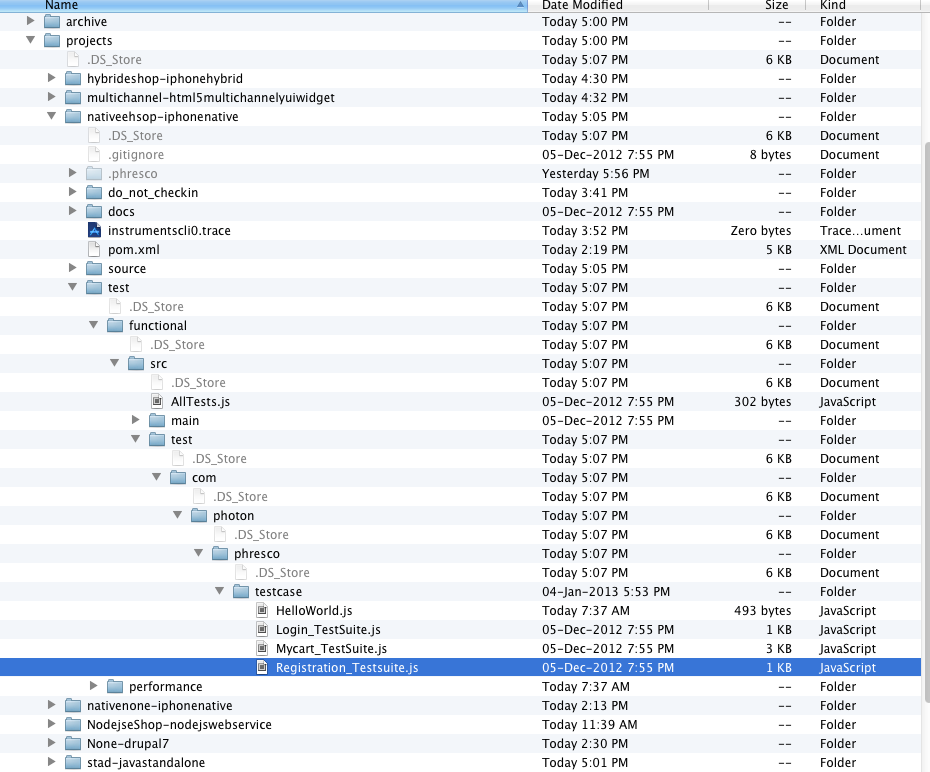 Name Date Modified Size Kind
archive Today 5:00 PM -- Folder
projects Today 5:00 PM -- Folder
.DS_Store Today 5:07 PM 6 KB Document
hybrideshop-iphonehybrid Today 4:30 PM -- Folder
multichannel-html5multichannelyuiwidget Today 4:32 PM -- Folder
nativeehsop-iphonenative Today 5:05 PM -- Folder
.DS_Store Today 5:07 PM 6 KB Document
.gitignore 05-Dec-2012 7:55 PM 8 bytes Document
.phresco Yesterday 5:56 PM -- Folder
do_not_checkin Today 3:41 PM -- Folder
docs 05-Dec-2012 7:55 PM -- Folder
instrumentscli0.trace Today 3:52 PM Zero bytes Trace...ument
pom.xml Today 2:19 PM 5 KB XML Document
source Today 5:05 PM -- Folder
test Today 5:07 PM -- Folder
.DS_Store Today 5:07 PM 6 KB Document
functional Today 5:07 PM -- Folder
.DS_Store Today 5:07 PM 6 KB Document
src Today 5:07 PM -- Folder
.DS_Store Today 5:07 PM 6 KB Document
AllTests.js 05-Dec-2012 7:55 PM 302 bytes JavaScript
main 05-Dec-2012 7:55 PM -- Folder
test Today 5:07 PM -- Folder
.DS_Store Today 5:07 PM 6 KB Document
com Today 5:07 PM -- Folder
.DS_Store Today 5:07 PM 6 KB Document
photon Today 5:07 PM -- Folder
.DS_Store Today 5:07 PM 6 KB Document
phresco Today 5:07 PM -- Folder
.DS_Store Today 5:07 PM 6 KB Document
testcase 04-Jan-2013 5:53 PM -- Folder
HelloWorld.js Today 7:37 AM 493 bytes JavaScript
Login_TestSuite.js 05-Dec-2012 7:55 PM 1 KB JavaScript
Mycart_TestSuite.js 05-Dec-2012 7:55 PM 3 KB JavaScript
Registration_Testsuite.js 05-Dec-2012 7:55 PM 1 KB JavaScript
performance Today 7:37 AM -- Folder
nativenone-iphonenative Today 2:13 PM -- Folder
NodejseShop-nodejswebservice Today 11:39 AM -- Folder
None-drupal7 Today 2:30 PM -- Folder
stad-javastandalone Today 5:01 PM -- Folder